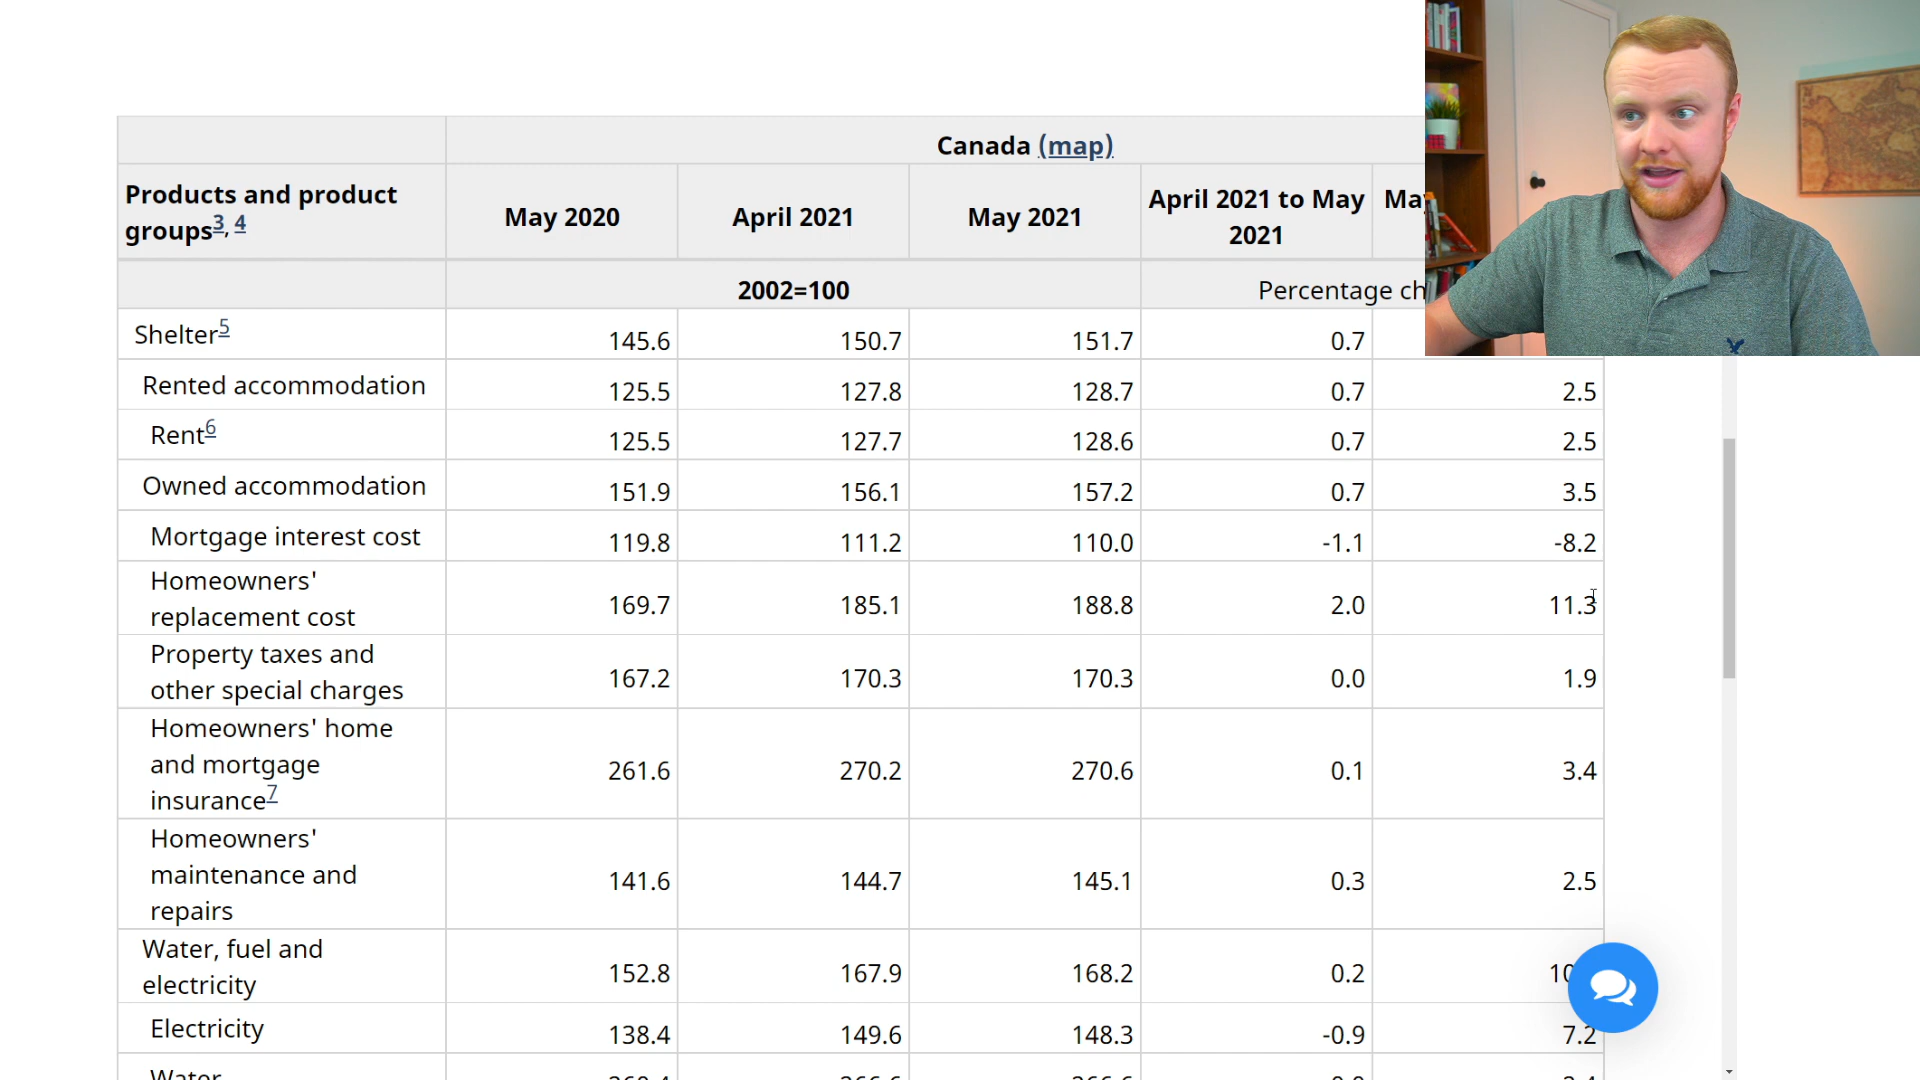 Canada (map)
Products and product
groups3, 4
May 2020
April 2021
May 2021
April 2021 to May
2021
2002=100
Percentage
Shelter5 145.6 150.7 151.7 0.7
Rented accommodation 125.5 127.8 128.7 0.7 2.5
Rent6 125.5 127.7 128.6 0.7 2.5
Owned accommodation 151.9 156.1 157.2 0.7 3.5
Mortgage interest cost 119.8 111.2 110.0 -1.1 -8.2
Homeowners'
replacement cost 169.7 185.1 188.8 2.0 11.3
Property taxes and
other special charges 167.2 170.3 170.3 0.0 1.9
Homeowners' home
and mortgage
insurance7 261.6 270.2 270.6 0.1 3.4
Homeowners'
maintenance and
repairs 141.6 144.7 145.1 0.3 2.5
Water, fuel and
electricity 152.8 167.9 168.2 0.2
Electricity 138.4 149.6 148.3 -0.9 7.2
Water